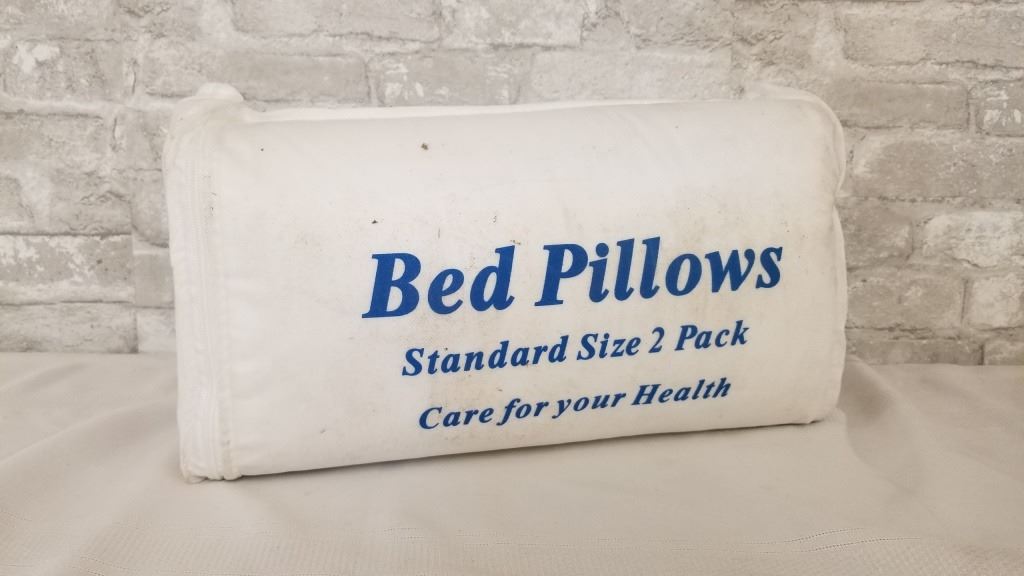 Bed Pillows
Standard Size 2 Pack
Care for your Health